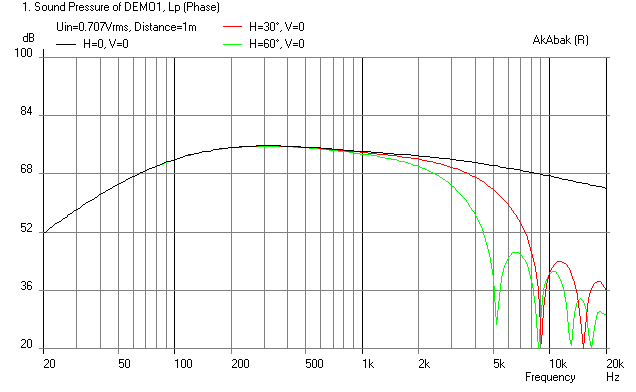 1. Sound Pressure of DEMO1, Lp (Phase)
Uin=0.707Vrms, Distance=1m H=30°, V=0
dB H=0, V=0 H=60°, V=0 AkAbak (R)
100
84
68
52
36
20
20 50 100 200 500 1k 2k 5k 10k 20k
Frequency Hz